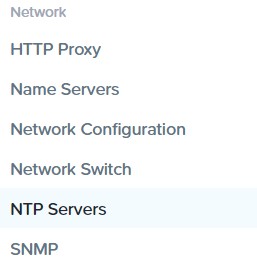 Network
HTTP Proxy
Name Servers
Network Configuration
Network Switch
NTP Servers
SNMP